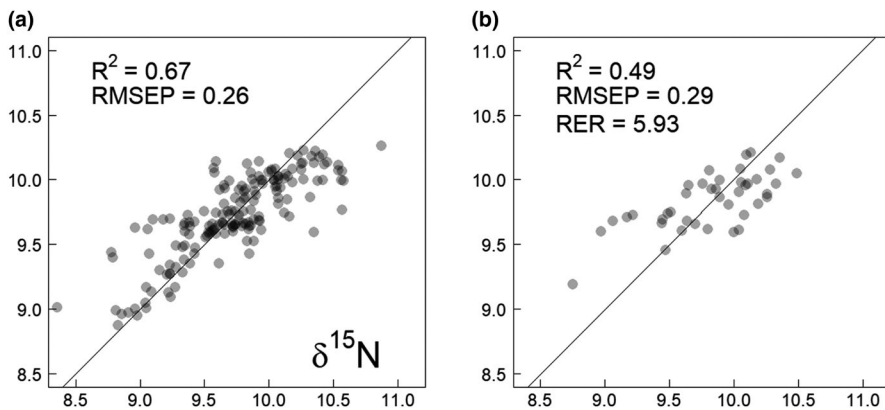 (a)
R² = 0.67
RMSEP = 0.26
δ¹⁵N
11.0
10.5
10.0
9.5
9.0
8.5
8.5 9.0 9.5 10.0 10.5 11.0
(b)
R² = 0.49
RMSEP = 0.29
RER = 5.93
11.0
10.5
10.0
9.5
9.0
8.5
8.5 9.0 9.5 10.0 10.5 11.0